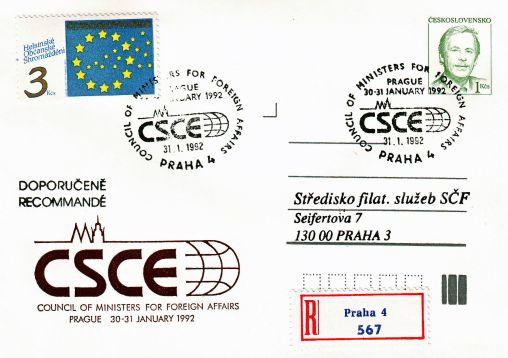 Helsinské
Občanské
Shromáždění
3 Kčs
COUNCIL OF MINISTERS FOR FOREIGN AFFAIRS
PRAGUE
30-31 JANUARY 1992
CSCE
31.1.1992
PRAHA 4
ČESKOSLOVENSKO
1 Kčs
COUNCIL OF MINISTERS FOR FOREIGN AFFAIRS
PRAGUE
30-31 JANUARY 1992
CSCE
31.1.1992
PRAHA 4
DOPORUČENĚ
RECOMMANDÉ
CSCE
COUNCIL OF MINISTERS FOR FOREIGN AFFAIRS
PRAGUE 30-31 JANUARY 1992
Středisko filat. služeb SČF
Seifertova 7
130 00 PRAHA 3
R
Praha 4
567